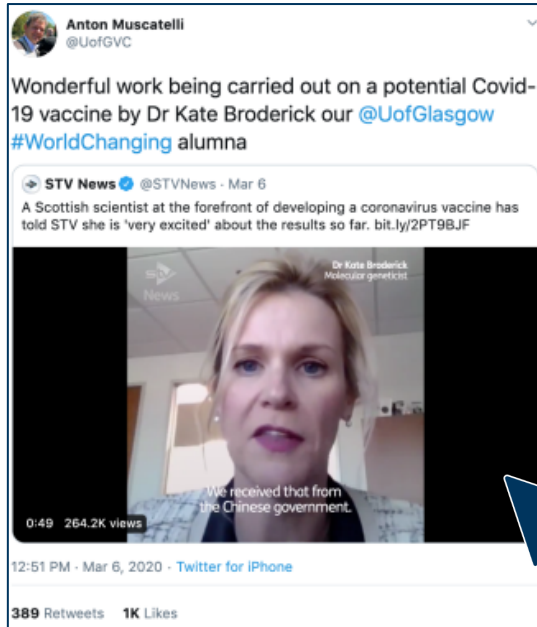 Anton Muscatelli
@UofGVC
Wonderful work being carried out on a potential Covid-
19 vaccine by Dr Kate Broderick our @UofGlasgow
#WorldChanging alumna
STV News @STVNews · Mar 6
A Scottish scientist at the forefront of developing a coronavirus vaccine has
told STV she is 'very excited' about the results so far. bit.ly/2PT9BJF
STV
News
Dr Kate Broderick
Molecular geneticist
We received that from
the Chinese government.
0:49 264.2K views
12:51 PM · Mar 6, 2020 · Twitter for iPhone
389 Retweets 1K Likes